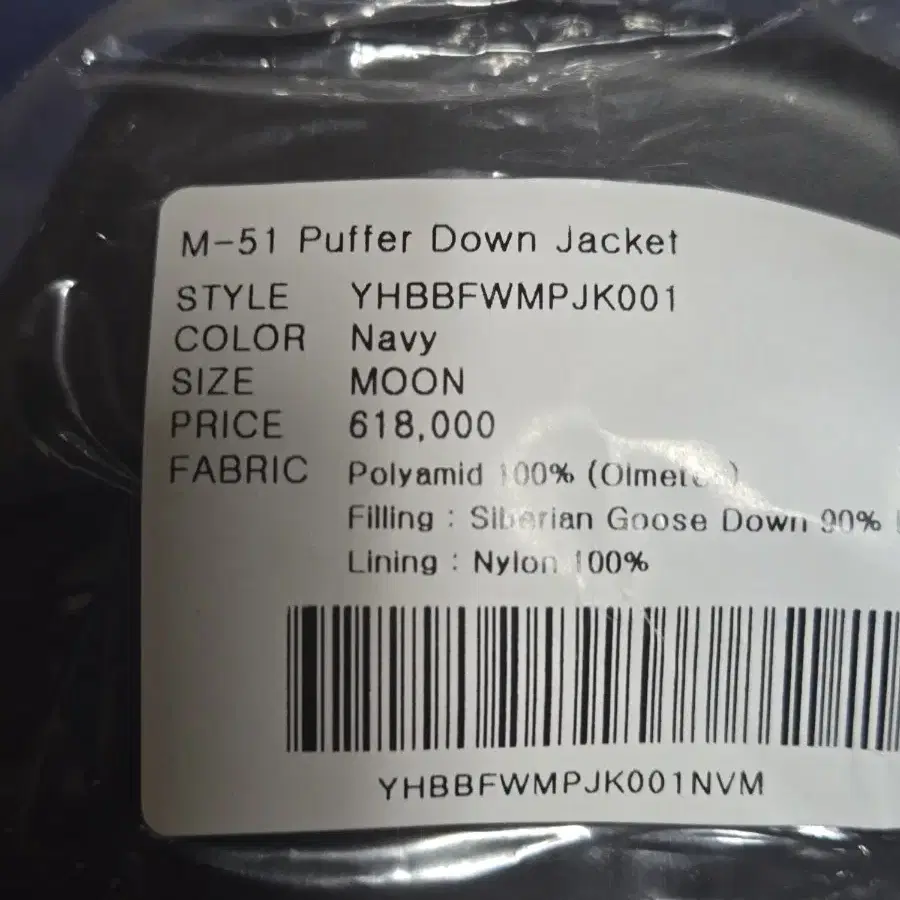 M-51 Puffer Down Jacket
STYLE YHBBFWMPJK001
COLOR Navy
SIZE MOON
PRICE 618,000
FABRIC Polyamid 100%
Filling : Siberian Goose Down 90%
Lining : Nylon 100%
YHBBFWMPJK001NVM